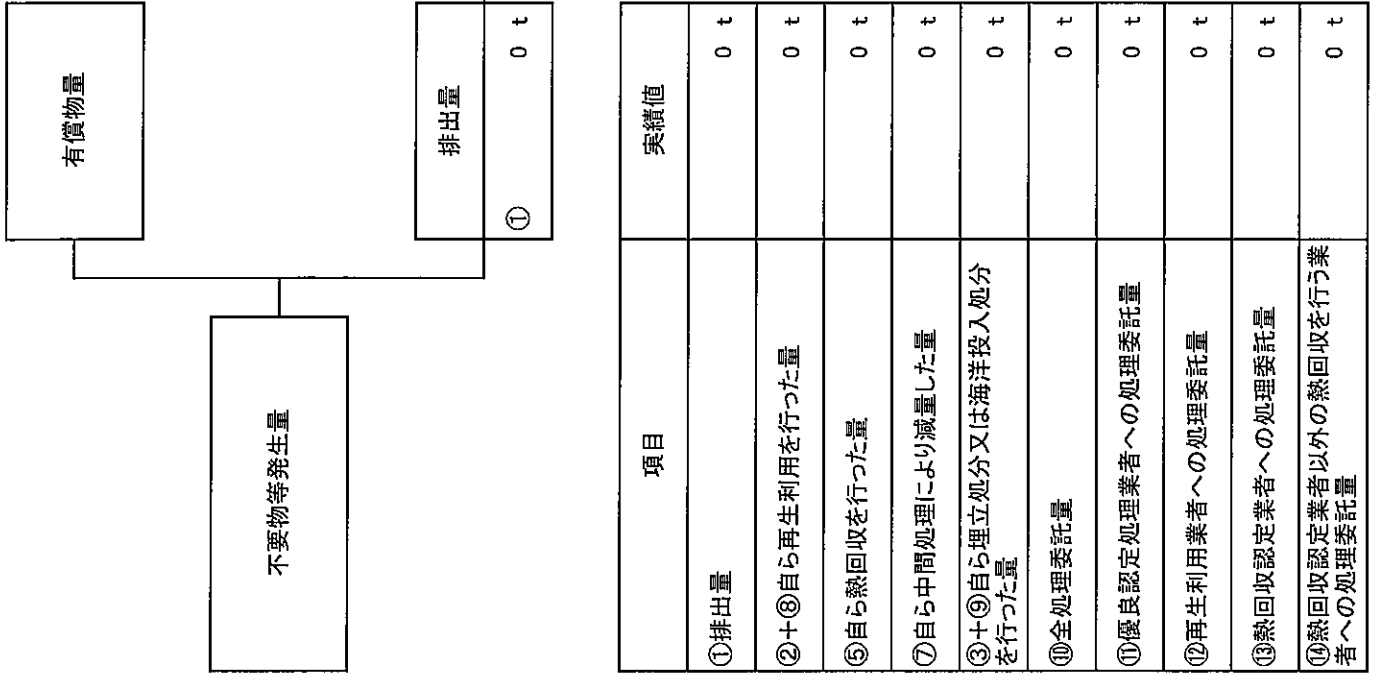 不要物等発生量
有償物量
排出量
① 0 t
項目 実績値
①排出量 0 t
②+⑧自ら再生利用を行った量 0 t
⑤自ら熱回収を行った量 0 t
⑦自ら中間処理により減量した量 0 t
③+⑨自ら埋立処分又は海洋投入処分
を行った量 0 t
⑩全処理委託量 0 t
⑪優良認定処理業者への処理委託量 0 t
⑫再生利用業者への処理委託量 0 t
⑬熱回収認定業者への処理委託量 0 t
⑭熱回収認定業者以外の熱回収を行う業
者への処理委託量 0 t